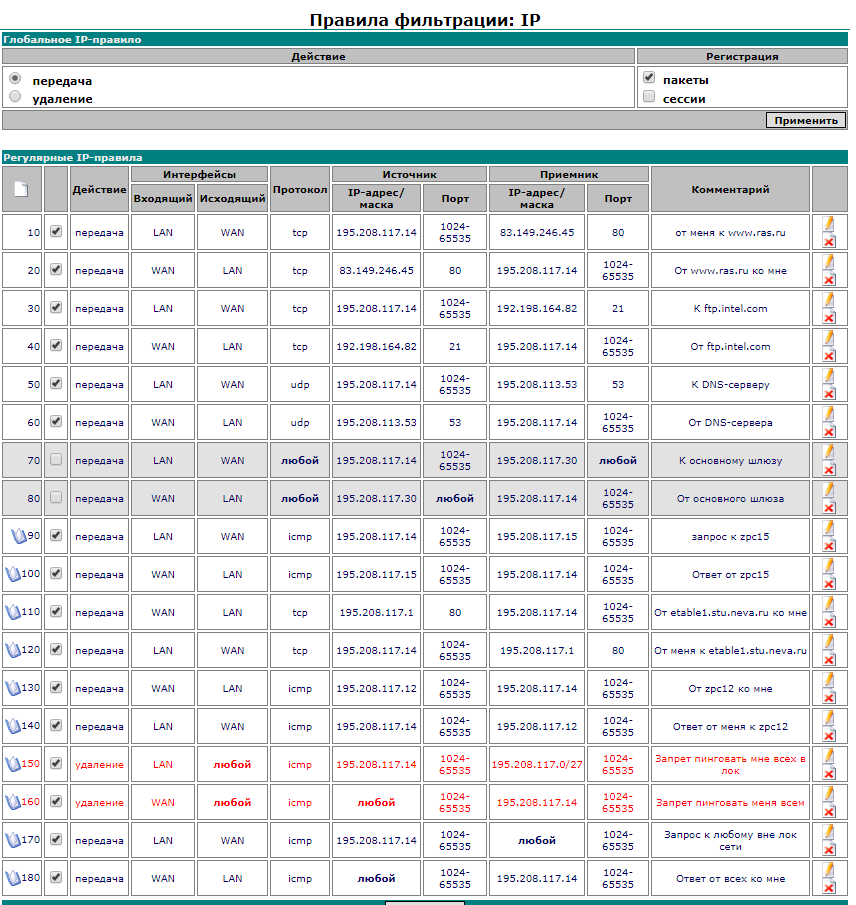 Правила фильтрации: IP
Глобальное IP-правило
Действие Регистрация
передача пакеты
удаление сессии
Применить
Регулярные IP-правила
Действие Интерфейсы Протокол Источник Приемник Комментарий
Входящий Исходящий IP-адрес/маска Порт IP-адрес/маска Порт
10 передача LAN WAN tcp 195.208.117.14 1024-65535 83.149.246.45 80 от меня к www.ras.ru
20 передача WAN LAN tcp 83.149.246.45 80 195.208.117.14 1024-65535 От www.ras.ru ко мне
30 передача LAN WAN tcp 195.208.117.14 1024-65535 192.198.164.82 21 К ftp.intel.com
40 передача WAN LAN tcp 192.198.164.82 21 195.208.117.14 1024-65535 От ftp.intel.com
50 передача LAN WAN udp 195.208.117.14 1024-65535 195.208.113.53 53 К DNS-серверу
60 передача WAN LAN udp 195.208.113.53 53 195.208.117.14 1024-65535 От DNS-сервера
70 передача LAN WAN любой 195.208.117.14 1024-65535 195.208.117.30 любой К основному шлюзу
80 передача WAN LAN любой 195.208.117.30 любой 195.208.117.14 1024-65535 От основного шлюза
90 передача LAN WAN icmp 195.208.117.14 1024-65535 195.208.117.15 1024-65535 запрос к zpc15
100 передача LAN WAN icmp 195.208.117.15 1024-65535 195.208.117.14 1024-65535 Ответ от zpc15
110 передача LAN WAN tcp 195.208.117.1 80 195.208.117.14 1024-65535 От etable1.stu.neva.ru ко мне
120 передача LAN WAN tcp 195.208.117.14 1024-65535 195.208.117.1 80 От меня к etable1.stu.neva.ru
130 передача LAN WAN icmp 195.208.117.12 1024-65535 195.208.117.14 1024-65535 От zpc12 ко мне
140 передача LAN WAN icmp 195.208.117.14 1024-65535 195.208.117.12 1024-65535 Ответ от меня к zpc12
150 удаление LAN любой icmp 195.208.117.14 1024-65535 195.208.117.0/27 1024-65535 Запрет пинговать мне всех в лок
160 удаление WAN любой icmp любой 1024-65535 195.208.117.14 1024-65535 Запрет пинговать меня всем
170 передача LAN WAN icmp 195.208.117.14 1024-65535 любой 1024-65535 Запрос к любому вне лок сети
180 передача WAN LAN icmp любой 1024-65535 195.208.117.14 1024-65535 Ответ от всех ко мне